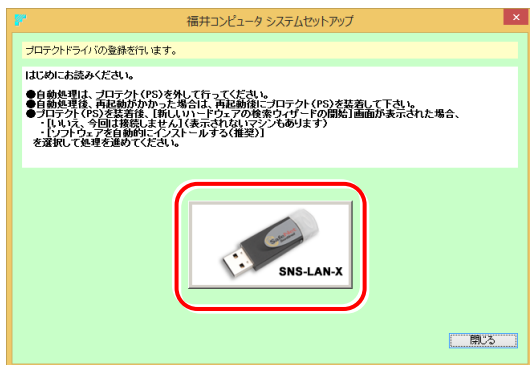 福井コンピュータ システムセットアップ
プロテクトドライバの登録を行います。
はじめにお読みください。
●自動処理は、プロテクト(PS)を外して行ってください。
●自動処理後、再起動がかかった場合は、再起動後にプロテクト(PS)を装着して下さい。
●プロテクト(PS)を装着後、[新しいハードウェアの検索ウィザードの開始]画面が表示された場合、
・[いいえ、今回は接続しません](表示されないマシンもあります)
・[ソフトウェアを自動的にインストールする(推奨)]
を選択して処理を進めてください。
SNS-LAN-X
閉じる